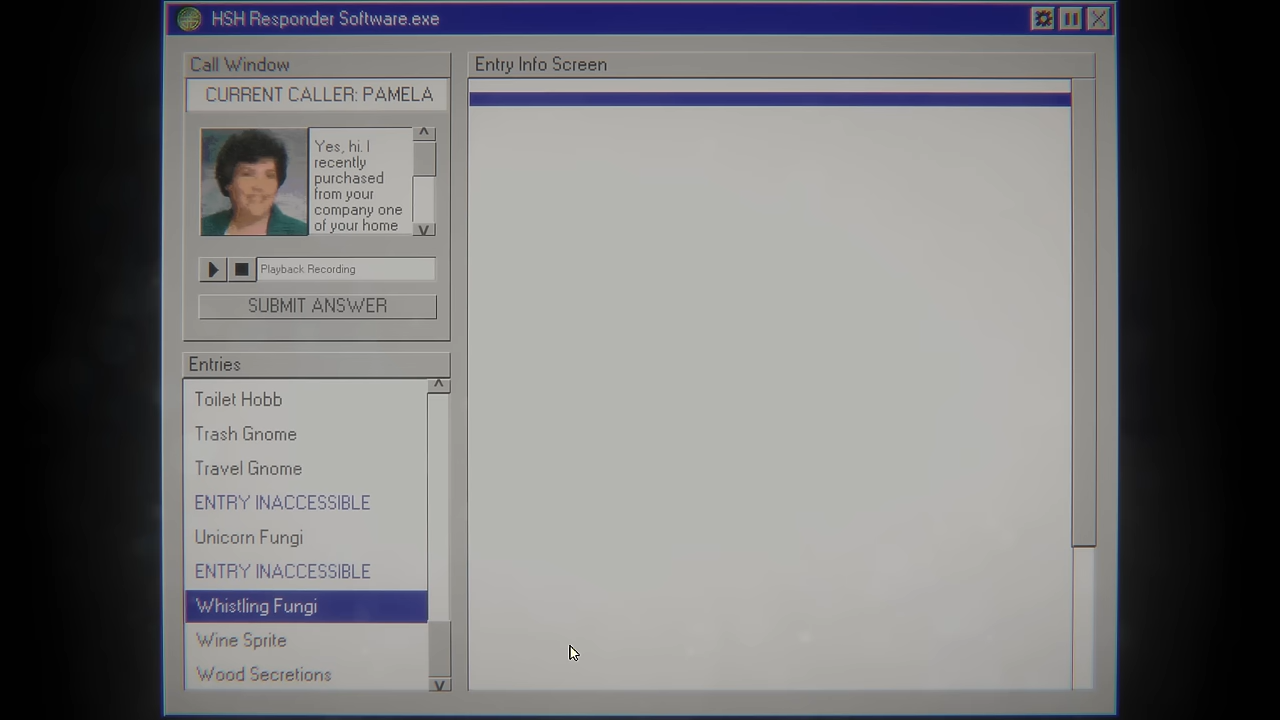 HSH Responder Software.exe
Call Window
CURRENT CALLER: PAMELA
Yes, hi. I
recently
purchased
from your
company one
of your home
Playback Recording
SUBMIT ANSWER
Entries
Toilet Hobb
Trash Gnome
Travel Gnome
ENTRY INACCESSIBLE
Unicorn Fungi
ENTRY INACCESSIBLE
Whistling Fungi
Wine Sprite
Wood Secretions
Entry Info Screen